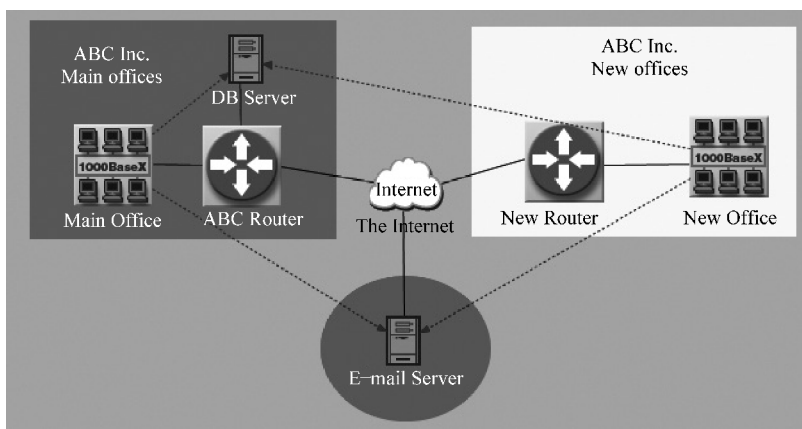 ABC Inc.
Main offices
DB Server
1000BaseX
Main Office
ABC Router
Internet
The Internet
ABC Inc.
New offices
New Router
1000BaseX
New Office
E-mail Server